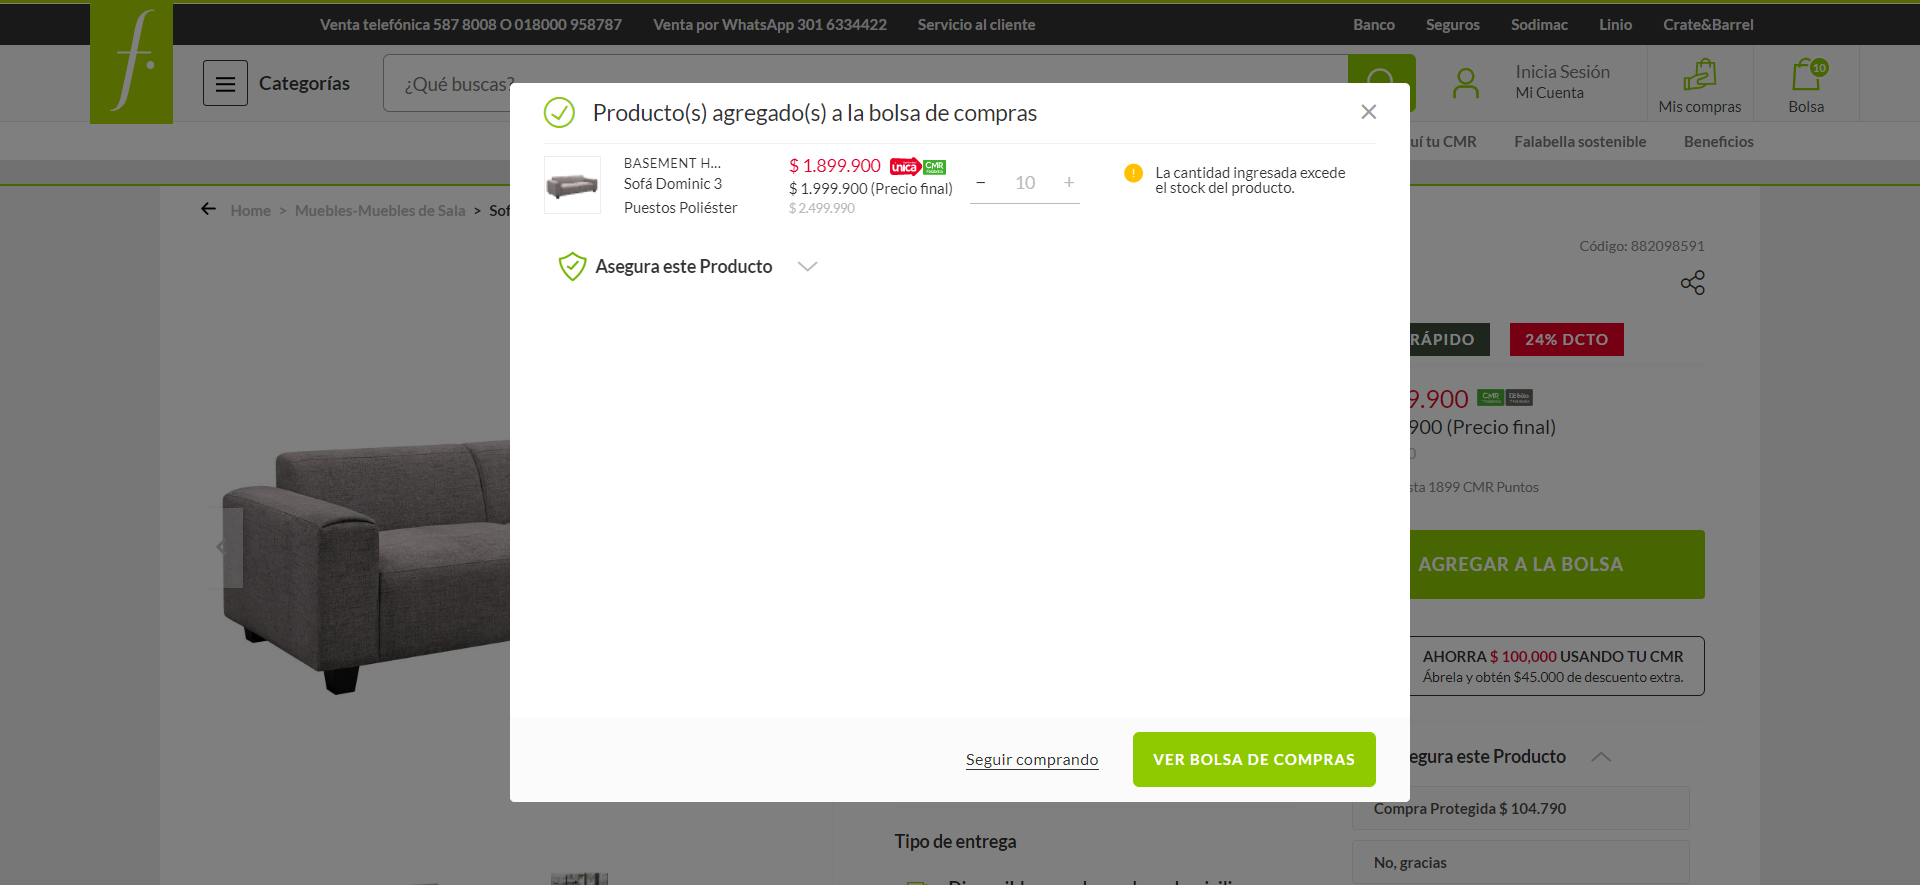 Venta telefónica 587 8008 O 018000 958787
Venta por WhatsApp 301 6334422
Servicio al cliente
Banco
Seguros
Sodimac
Linio
Crate&Barrel
f.
Categorías
¿Qué buscas?
Inicia Sesión
Mi Cuenta
Mis compras
10
Bolsa
uí tu CMR
Falabella sostenible
Beneficios
Producto(s) agregado(s) a la bolsa de compras
BASEMENT H...
Sofá Dominic 3
Puestos Poliéster
$ 1.899.900 única CMR
$ 1.999.900 (Precio final)
$ 2.499.990
− 10 +
La cantidad ingresada excede
el stock del producto.
Asegura este Producto
Seguir comprando
VER BOLSA DE COMPRAS
Home > Muebles-Muebles de Sala > Sof
Código: 882098591
RÁPIDO
24% DCTO
9.900 CMR
900 (Precio final)
0
sta 1899 CMR Puntos
AGREGAR A LA BOLSA
AHORRA $ 100,000 USANDO TU CMR
Ábrela y obtén $45.000 de descuento extra.
egura este Producto
Compra Protegida $ 104.790
No, gracias
Tipo de entrega